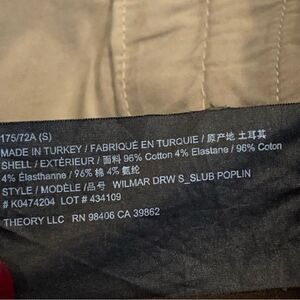 175/72A (S)
MADE IN TURKEY / FABRIQUÉ EN TURQUIE / 原产地 土耳其
SHELL / EXTÉRIEUR / 面料 96% Cotton 4% Elastane / 96% Coton
4% Élasthanne / 96% 棉 4% 氨纶
STYLE / MODÈLE /品号 WILMAR DRW S_SLUB POPLIN
# K0474204 LOT # 434109
THEORY LLC RN 98406 CA 39862